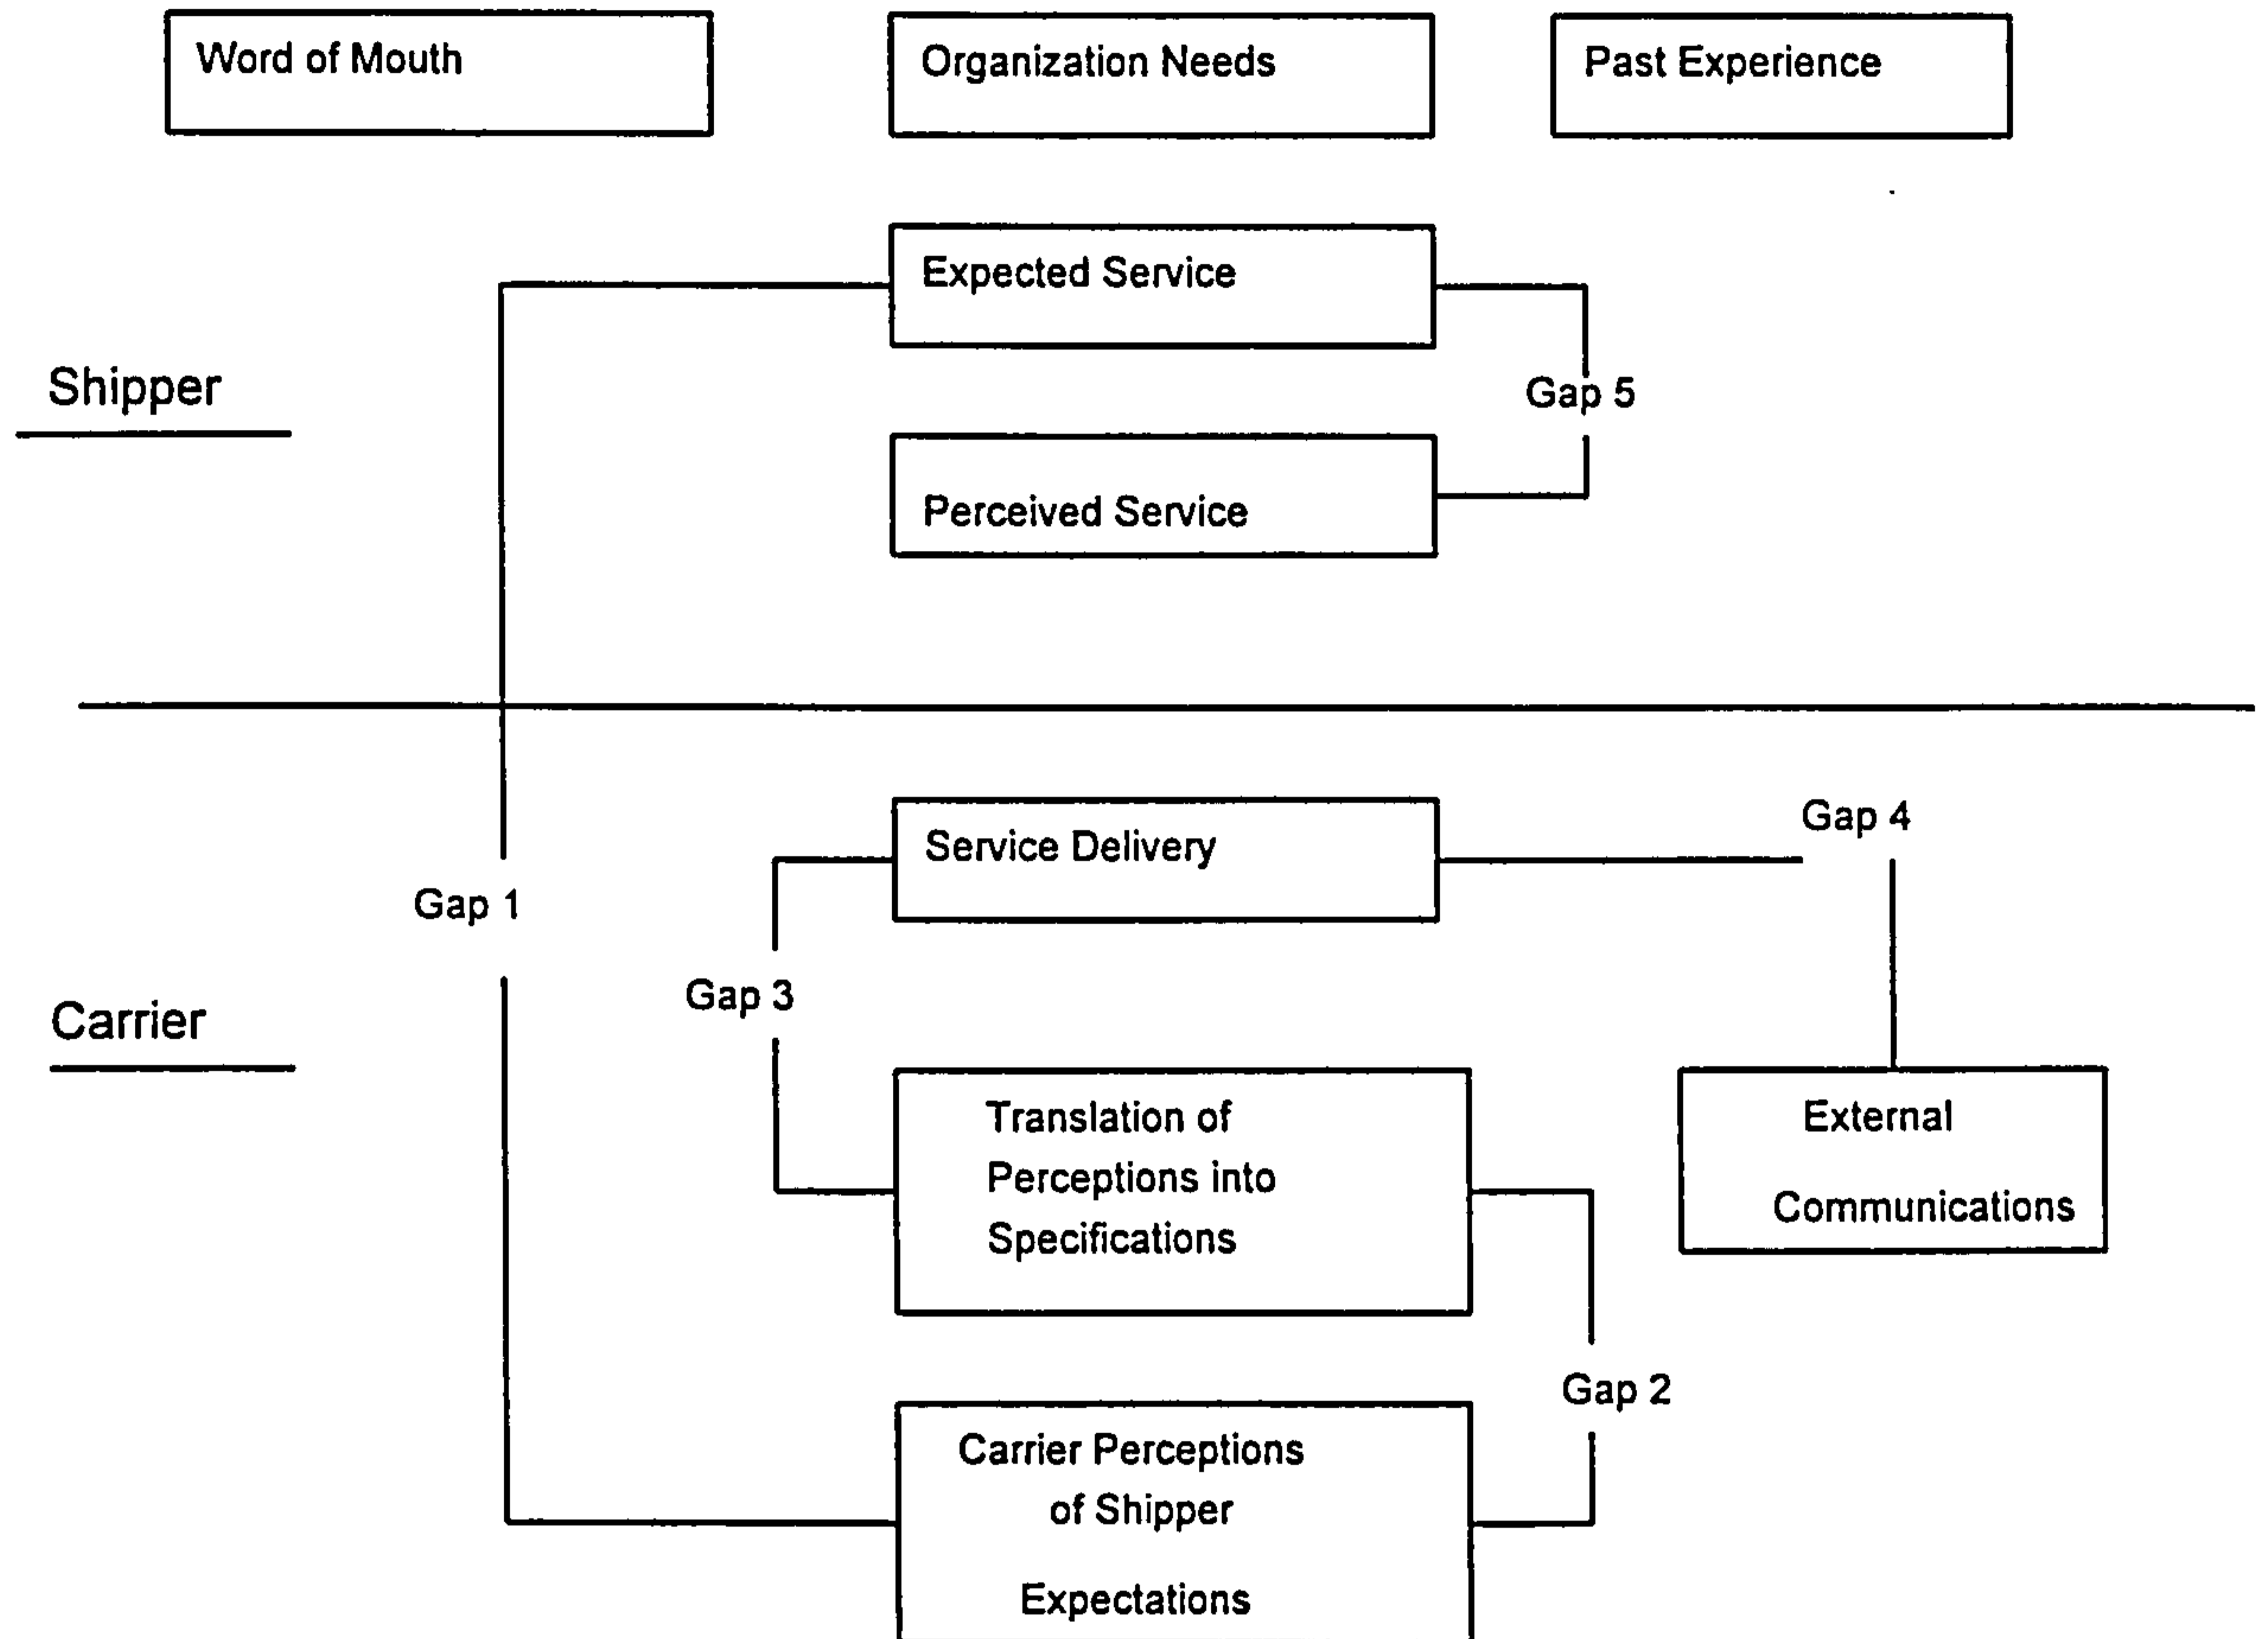 Word of Mouth
Organization Needs
Past Experience
Expected Service
Shipper
Gap 5
Perceived Service
Service Delivery
Gap 4
Gap 1
Gap 3
Carrier
Translation of
Perceptions into
Specifications
External
Communications
Gap 2
Carrier Perceptions
of Shipper
Expectations